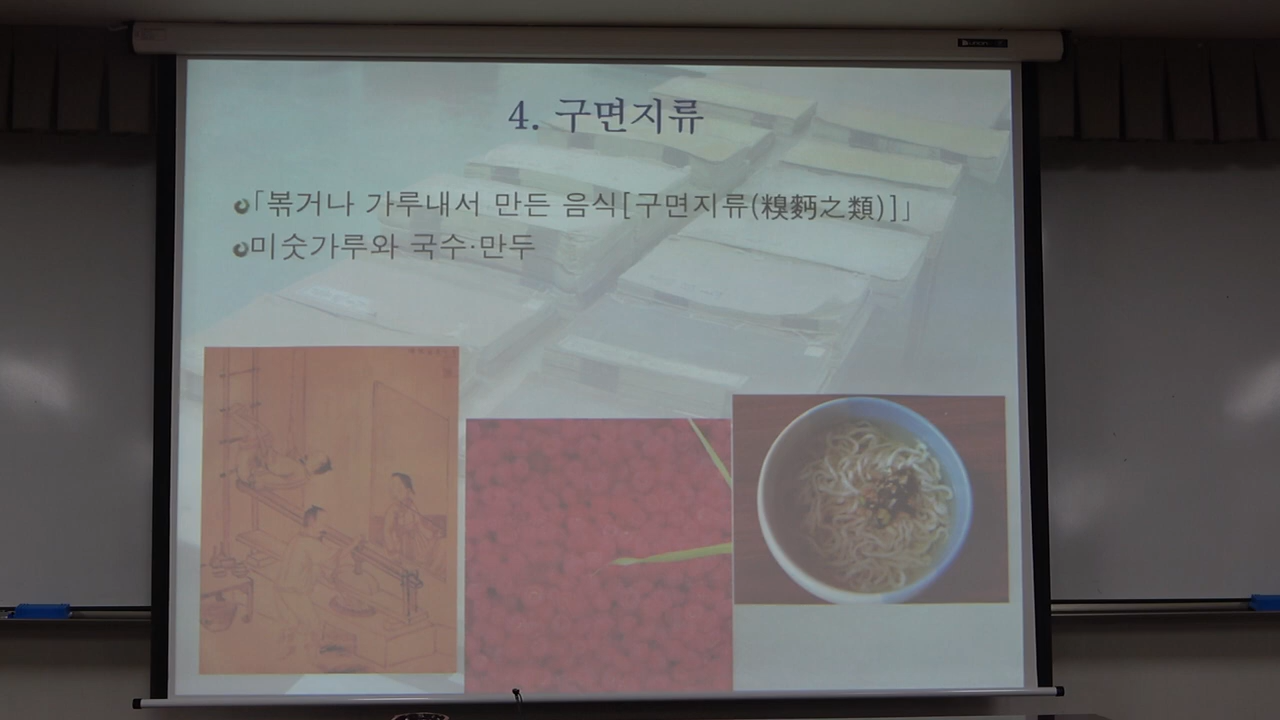 4. 구면지류
「볶거나 가루내서 만든 음식[구면지류(糗麪之類)]」
미숫가루와 국수·만두